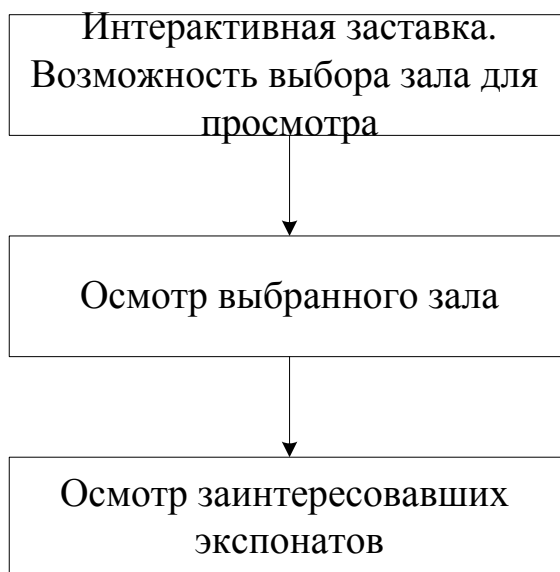 Интерактивная заставка.
Возможность выбора зала для
просмотра
Осмотр выбранного зала
Осмотр заинтересовавших
экспонатов